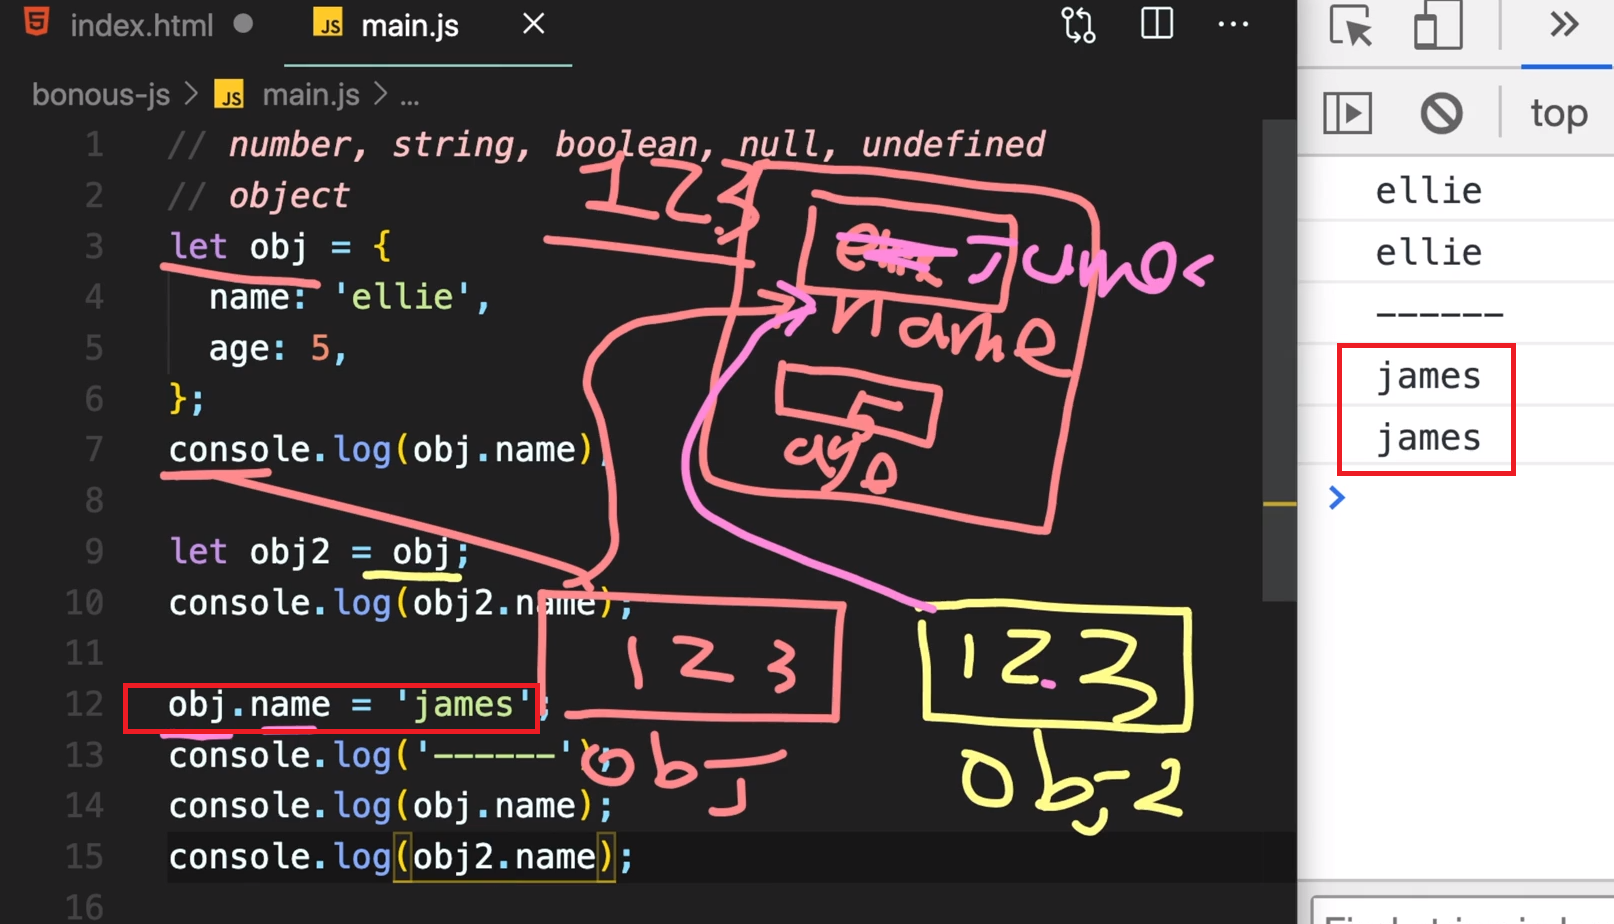 index.html
JS main.js
bonous-js > JS main.js > ...
1 // number, string, boolean, null, undefined
2 // object
3 let obj = {
4 name: 'ellie',
5 age: 5,
6 };
7 console.log(obj.name)
8
9 let obj2 = obj;
10 console.log(obj2.name);
11
12 obj.name = 'james';
13 console.log('------');
14 console.log(obj.name);
15 console.log(obj2.name);
16
123
ellie
James
name
5
age
123
obj
123
obj2
top
ellie
ellie
------
james
james